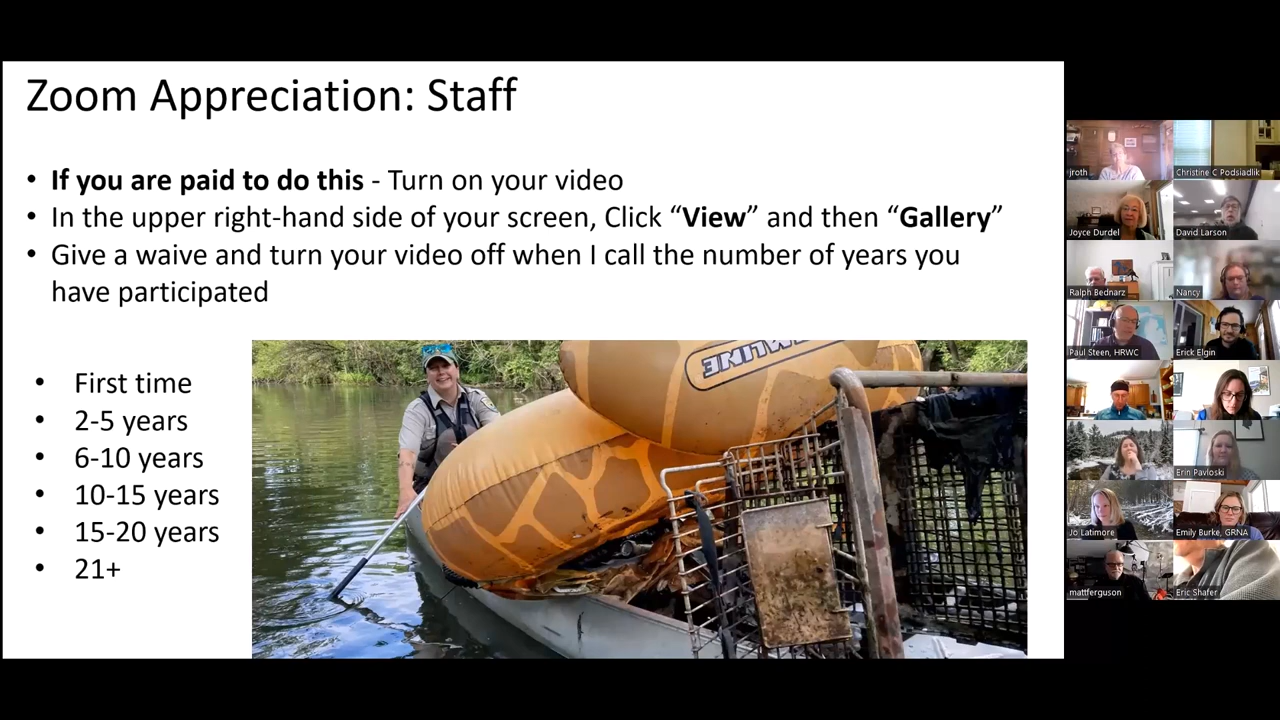 Zoom Appreciation: Staff
• If you are paid to do this - Turn on your video
• In the upper right-hand side of your screen, Click “View” and then “Gallery”
• Give a waive and turn your video off when I call the number of years you
have participated
• First time
• 2-5 years
• 6-10 years
• 10-15 years
• 15-20 years
• 21+
jroth
Christine C Podsiadlik
Joyce Durdel
David Larson
Ralph Bednarz
Nancy
Paul Steen, HRWC
Erick Elgin
Erin Pavloski
Jo Latimore
Emily Burke, GRNA
mattferguson
Eric Shafer